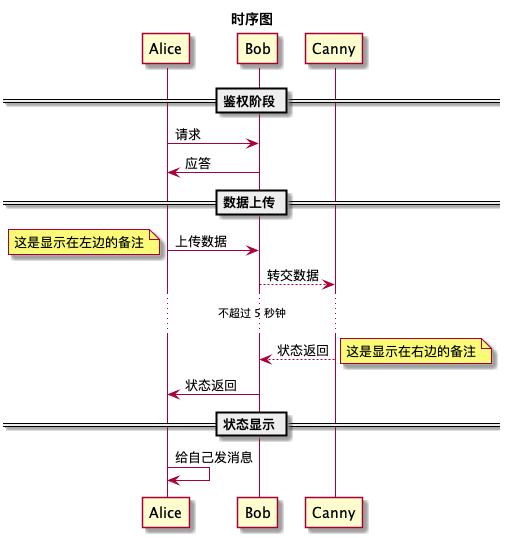 时序图
Alice Bob Canny
鉴权阶段
请求
应答
数据上传
这是显示在左边的备注 上传数据
转交数据
不超过 5 秒钟
状态返回 这是显示在右边的备注
状态返回
状态显示
给自己发消息
Alice Bob Canny